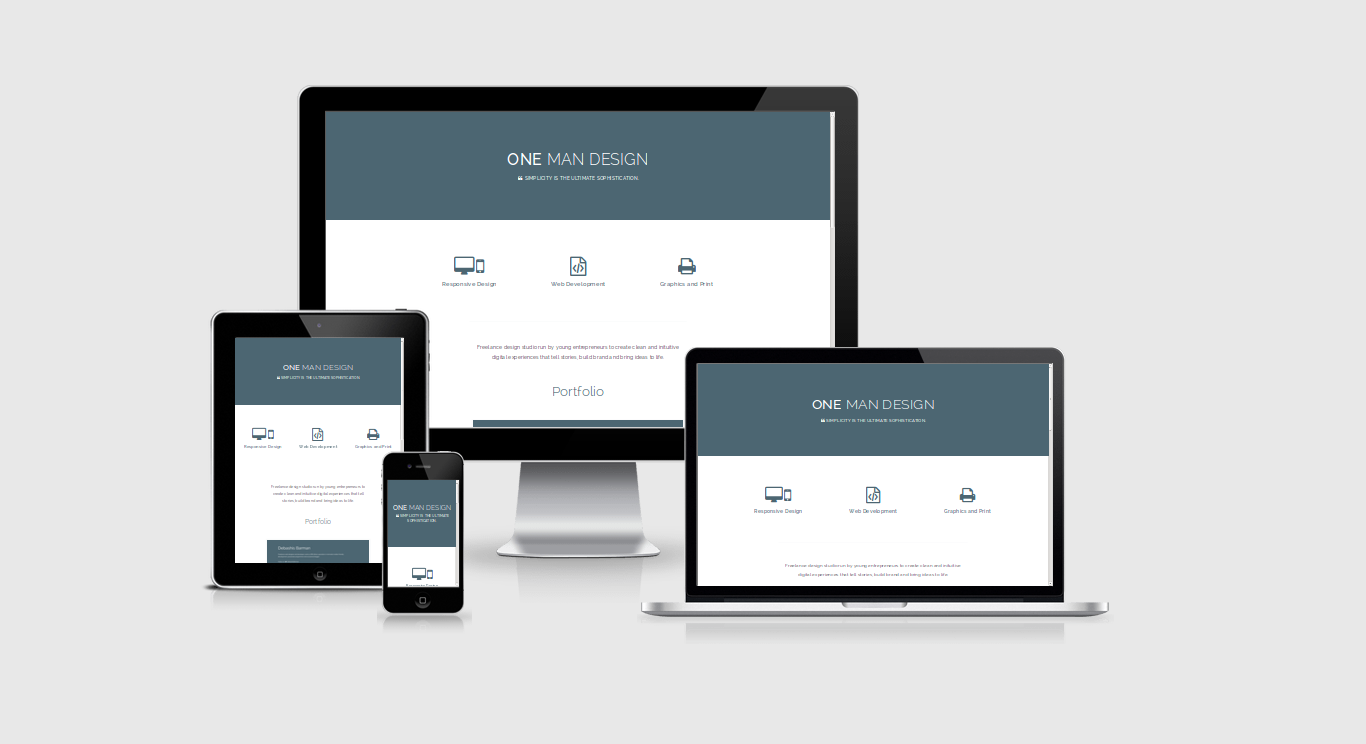 ONE MAN DESIGN
❝ SIMPLICITY IS THE ULTIMATE SOPHISTICATION.
Responsive Design
Web Development
Graphics and Print
Freelance design studio run by young entrepreneurs to create clean and intuitive
digital experiences that tell stories, build brand and bring ideas to life.
Portfolio
ONE MAN DESIGN
❝ SIMPLICITY IS THE ULTIMATE SOPHISTICATION.
Responsive Design
Web Development
Graphics and Print
Freelance design studio run by young entrepreneurs to
create clean and intuitive digital experiences that tell
stories, build brand and bring ideas to life.
Portfolio
ONE MAN DESIGN
❝ SIMPLICITY IS THE ULTIMATE
SOPHISTICATION.
Responsive Design
ONE MAN DESIGN
❝ SIMPLICITY IS THE ULTIMATE SOPHISTICATION.
Responsive Design
Web Development
Graphics and Print
Freelance design studio run by young entrepreneurs to create clean and intuitive
digital experiences that tell stories, build brand and bring ideas to life.